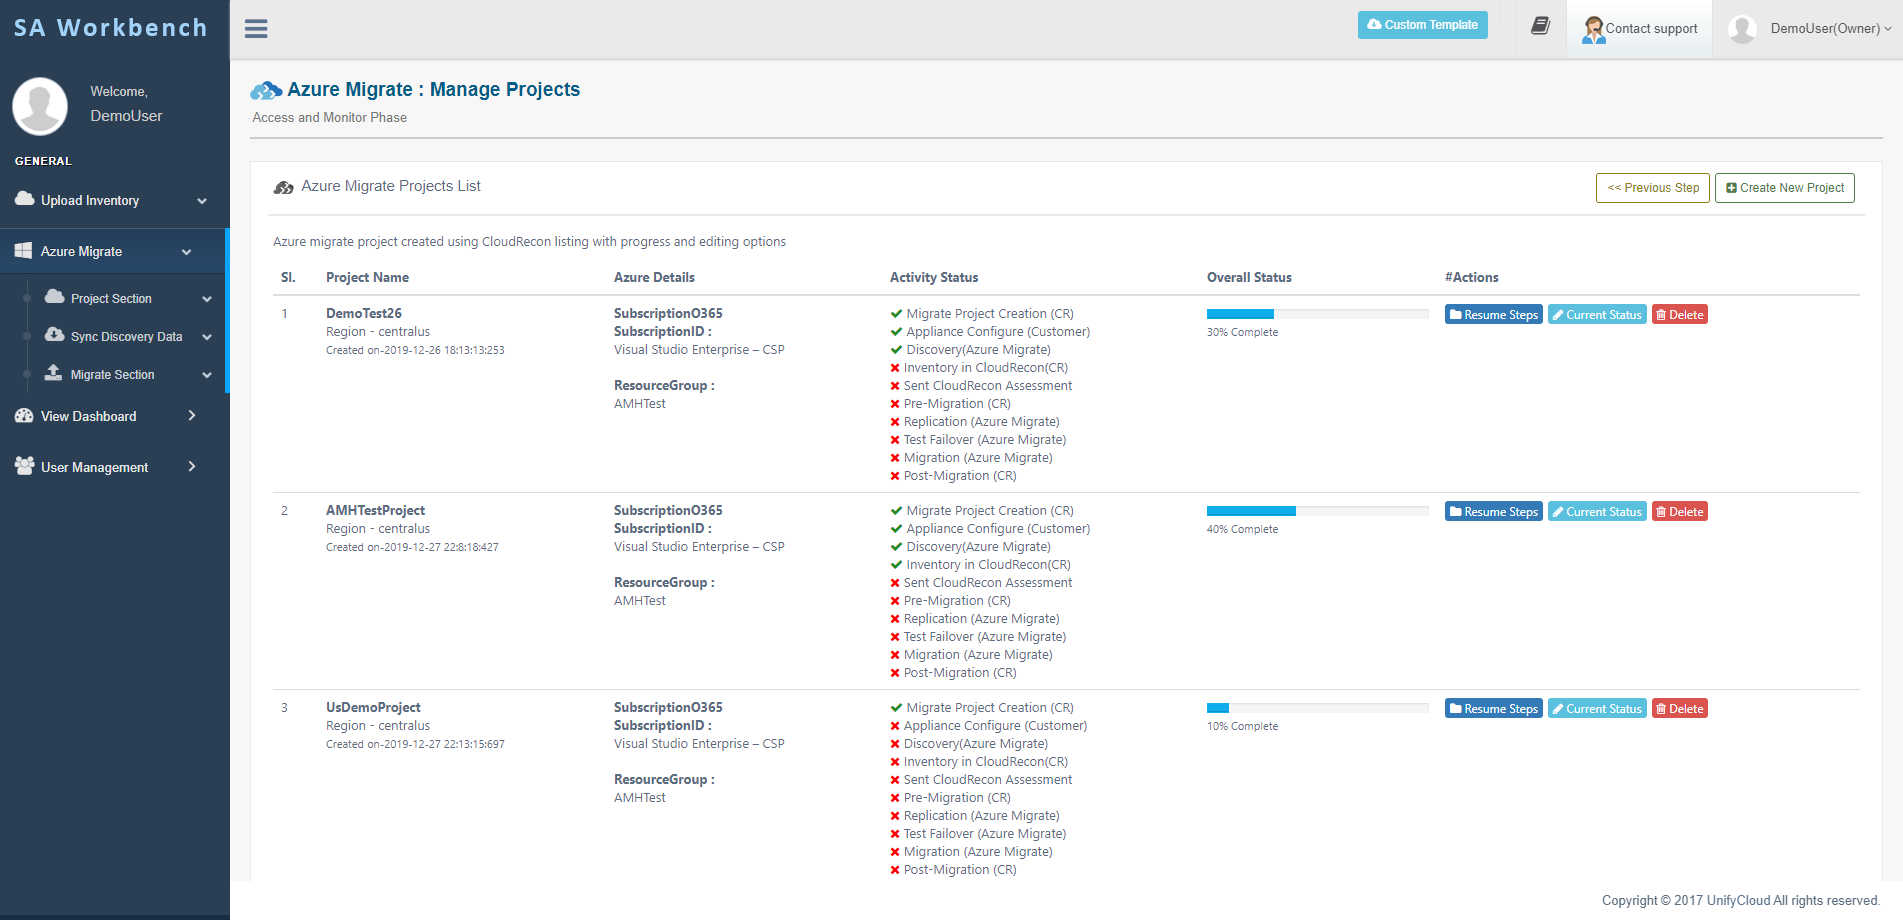 SA Workbench
Custom Template
Contact support
DemoUser(Owner)
Welcome,
DemoUser
GENERAL
Upload Inventory
Azure Migrate
Project Section
Sync Discovery Data
Migrate Section
View Dashboard
User Management
Azure Migrate : Manage Projects
Access and Monitor Phase
Azure Migrate Projects List
<< Previous Step
Create New Project
Azure migrate project created using CloudRecon listing with progress and editing options
Sl. Project Name Azure Details Activity Status Overall Status #Actions
1
DemoTest26
Region - centralus
Created on-2019-12-26 18:13:13:253
SubscriptionO365
SubscriptionID :
Visual Studio Enterprise – CSP
ResourceGroup :
AMHTest
Migrate Project Creation (CR)
Appliance Configure (Customer)
Discovery(Azure Migrate)
Inventory in CloudRecon(CR)
Sent CloudRecon Assessment
Pre-Migration (CR)
Replication (Azure Migrate)
Test Failover (Azure Migrate)
Migration (Azure Migrate)
Post-Migration (CR)
30% Complete
Resume Steps Current Status Delete
2
AMHTestProject
Region - centralus
Created on-2019-12-27 22:8:18:427
SubscriptionO365
SubscriptionID :
Visual Studio Enterprise – CSP
ResourceGroup :
AMHTest
Migrate Project Creation (CR)
Appliance Configure (Customer)
Discovery(Azure Migrate)
Inventory in CloudRecon(CR)
Sent CloudRecon Assessment
Pre-Migration (CR)
Replication (Azure Migrate)
Test Failover (Azure Migrate)
Migration (Azure Migrate)
Post-Migration (CR)
40% Complete
Resume Steps Current Status Delete
3
UsDemoProject
Region - centralus
Created on-2019-12-27 22:13:15:697
SubscriptionO365
SubscriptionID :
Visual Studio Enterprise – CSP
ResourceGroup :
AMHTest
Migrate Project Creation (CR)
Appliance Configure (Customer)
Discovery(Azure Migrate)
Inventory in CloudRecon(CR)
Sent CloudRecon Assessment
Pre-Migration (CR)
Replication (Azure Migrate)
Test Failover (Azure Migrate)
Migration (Azure Migrate)
Post-Migration (CR)
10% Complete
Resume Steps Current Status Delete
Copyright © 2017 UnifyCloud All rights reserved.